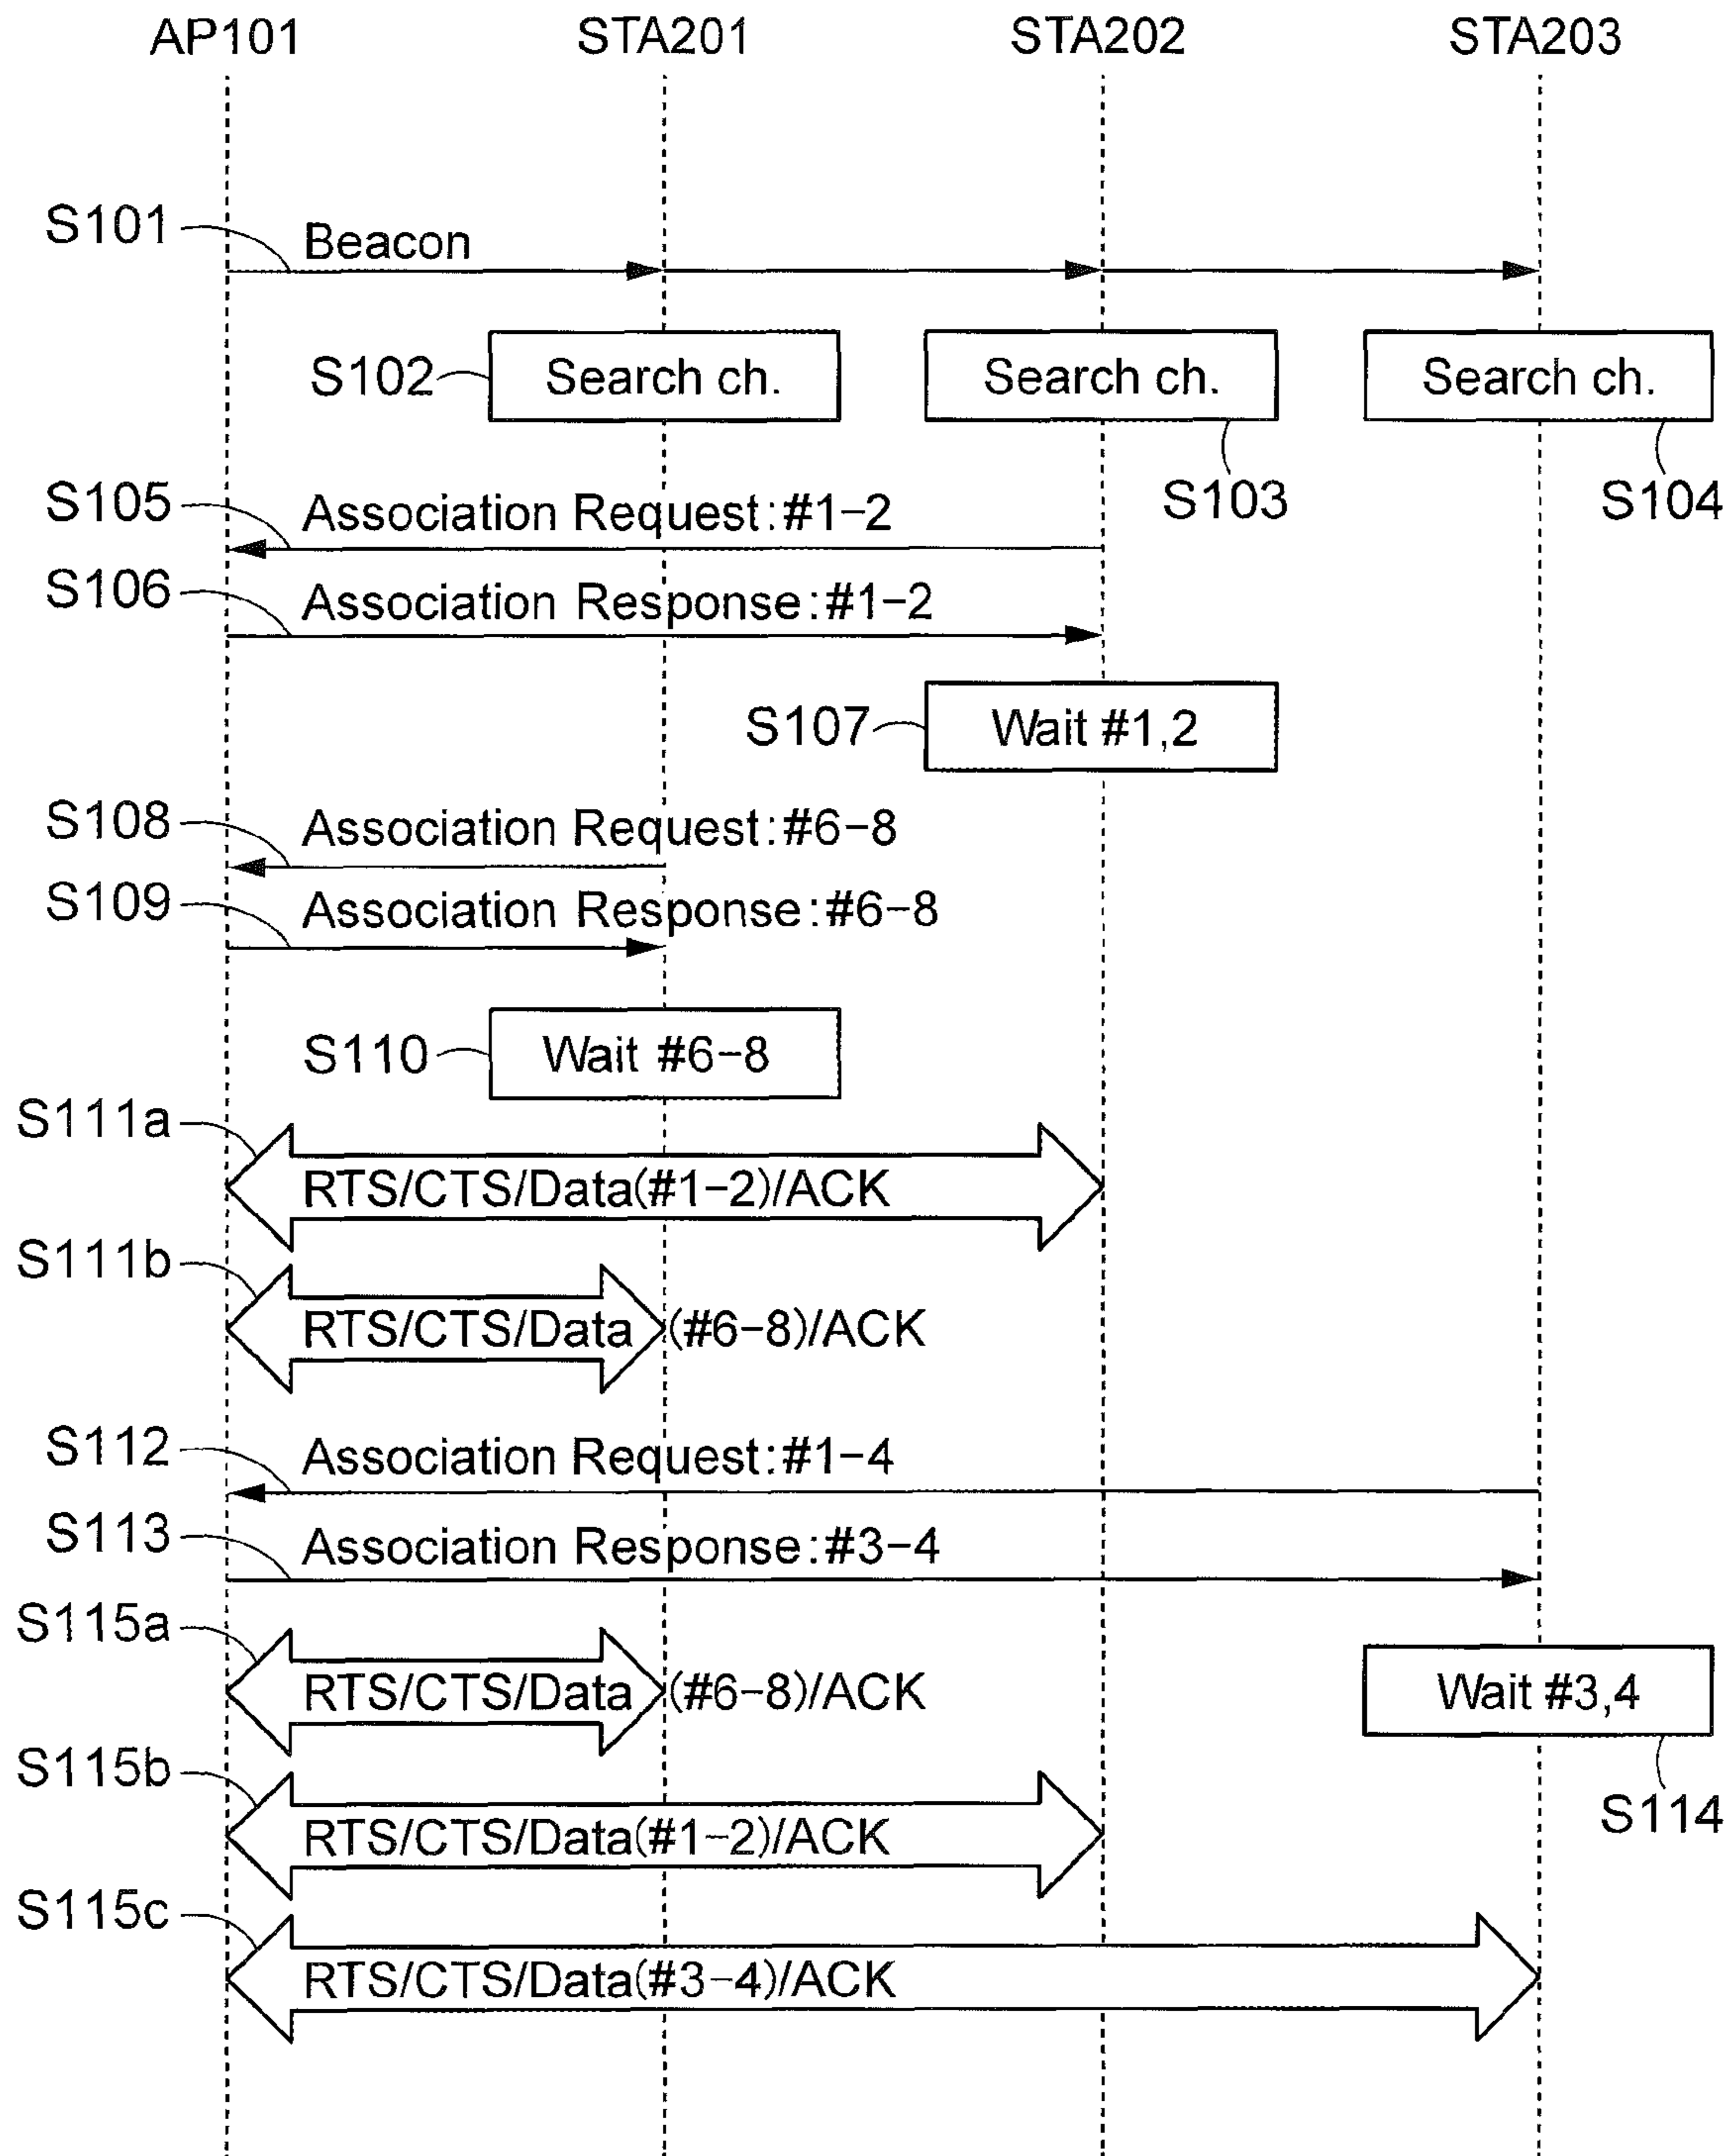 AP101 STA201 STA202 STA203
S101 Beacon
S102 Search ch. Search ch. Search ch.
S103 S104
S105 Association Request:#1-2
S106 Association Response:#1-2
S107 Wait #1,2
S108 Association Request:#6-8
S109 Association Response:#6-8
S110 Wait #6-8
S111a
RTS/CTS/Data(#1-2)/ACK
S111b
RTS/CTS/Data (#6-8)/ACK
S112 Association Request:#1-4
S113 Association Response:#3-4
S115a
RTS/CTS/Data (#6-8)/ACK Wait #3,4
S115b
S114
RTS/CTS/Data(#1-2)/ACK
S115c
RTS/CTS/Data(#3-4)/ACK